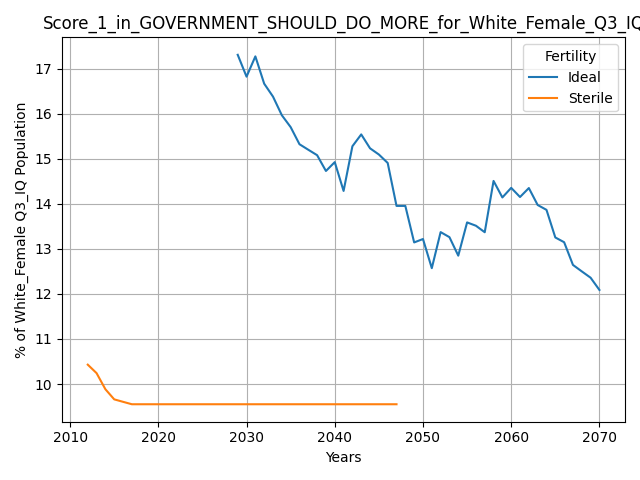 Score_1_in_GOVERNMENT_SHOULD_DO_MORE_for_White_Female_Q3_IQ
Fertility
Ideal
Sterile
% of White_Female Q3_IQ Population
17
16
15
14
13
12
11
10
2010 2020 2030 2040 2050 2060 2070
Years